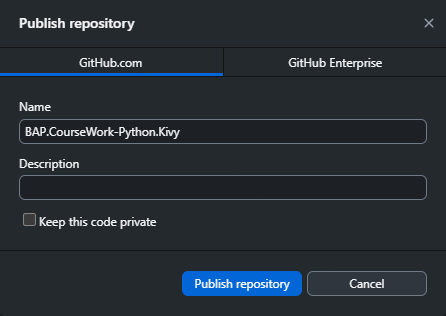 Publish repository
GitHub.com
GitHub Enterprise
Name
BAP.CourseWork-Python.Kivy
Description
Keep this code private
Publish repository
Cancel